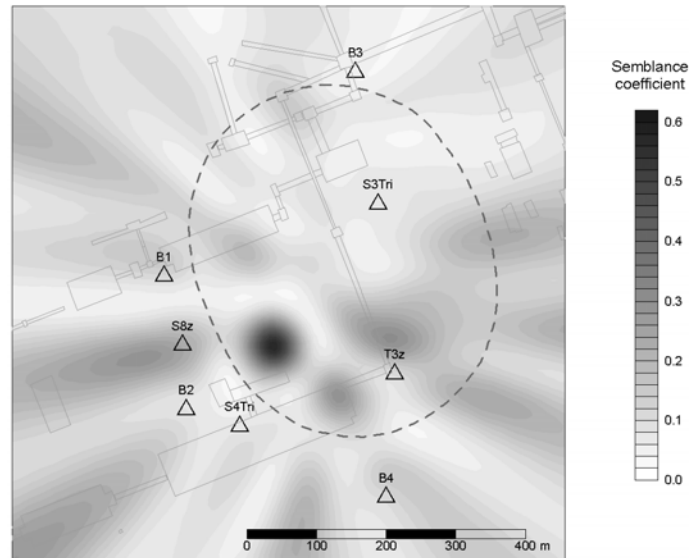 B3
Semblance
coefficient
0.6
S3Tri
0.5
B1
0.4
S8z
0.3
T3z
B2
0.2
S4Tri
0.1
B4
0.0
0 100 200 300 400 m